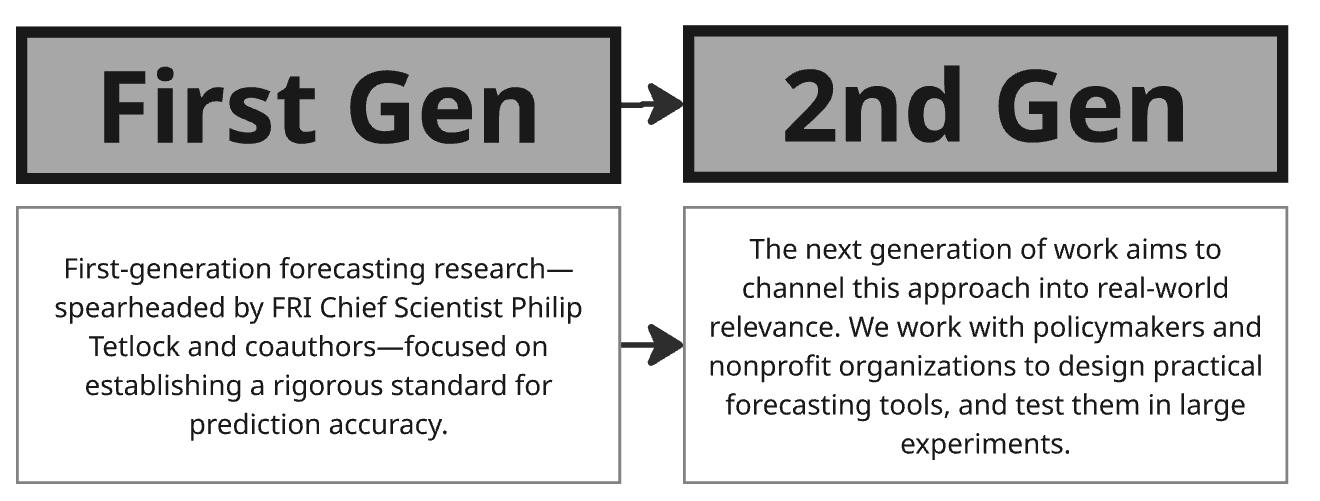 First Gen
2nd Gen
First-generation forecasting research—
spearheaded by FRI Chief Scientist Philip
Tetlock and coauthors—focused on
establishing a rigorous standard for
prediction accuracy.
The next generation of work aims to
channel this approach into real-world
relevance. We work with policymakers and
nonprofit organizations to design practical
forecasting tools, and test them in large
experiments.